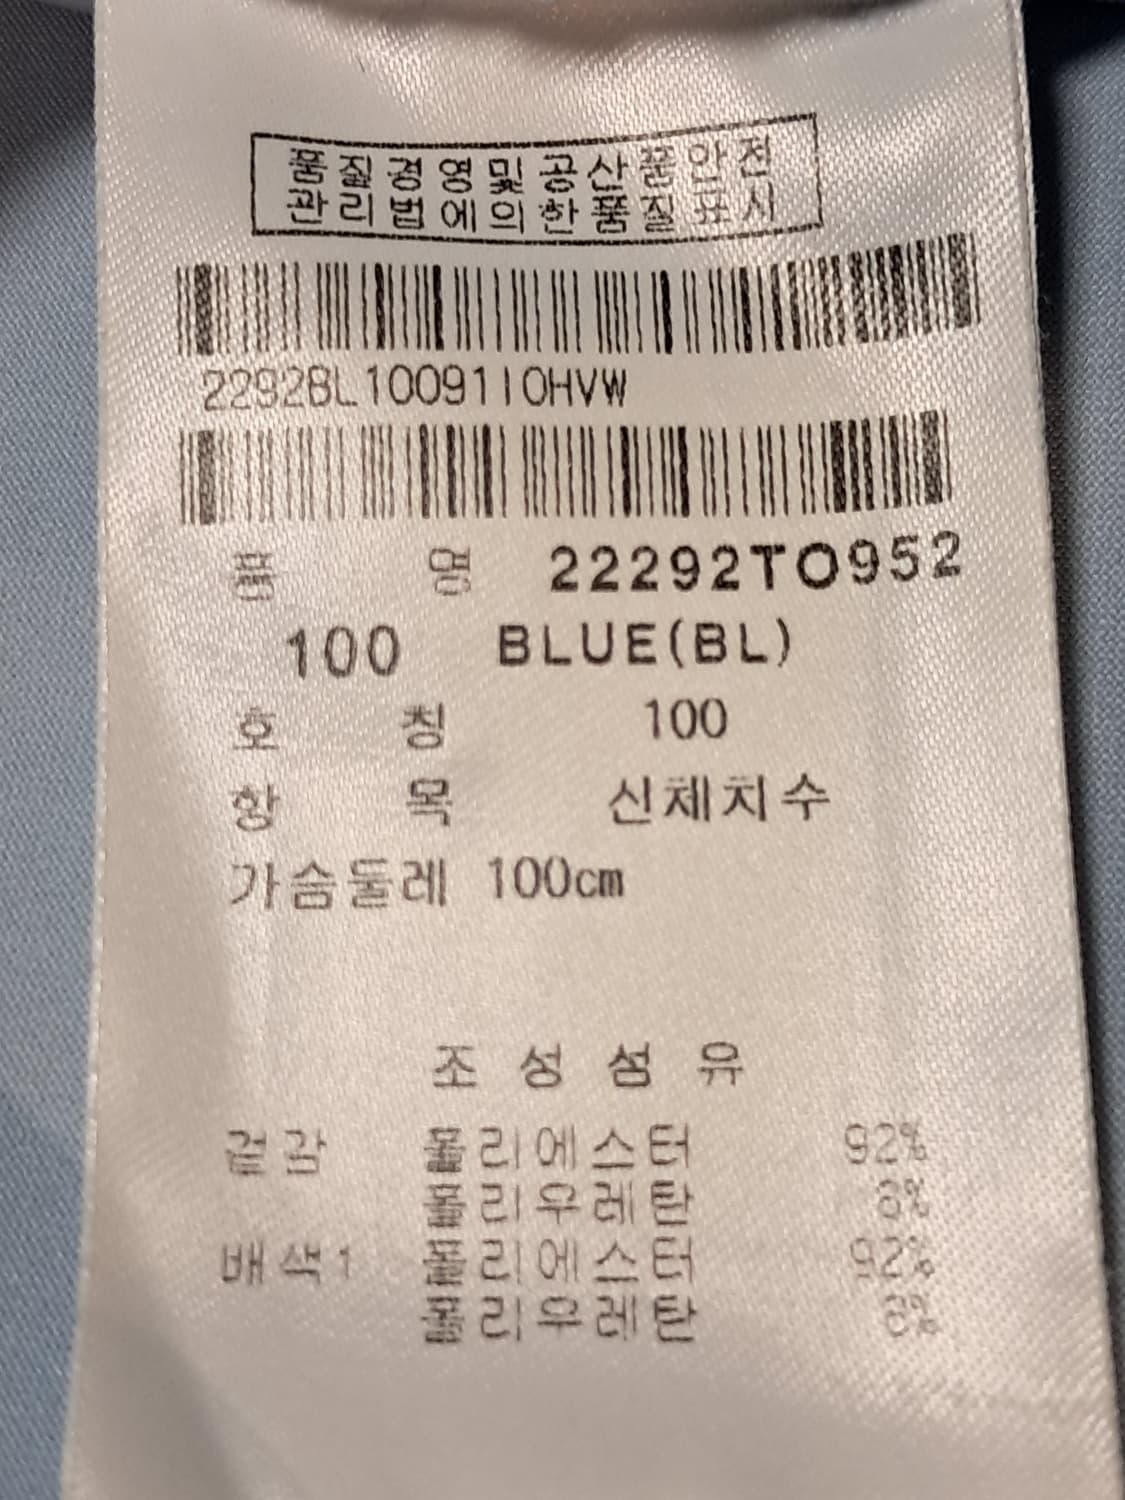 품질경영및공산품안전
관리법에의한품질표시
2292BL10091IOHVW
품 명 22292TO952
100 BLUE(BL)
호 칭 100
항 목 신체치수
가슴둘레 100cm
조성섬유
겉감 폴리에스터 92%
폴리우레탄 8%
배색1 폴리에스터 92%
폴리우레탄 8%